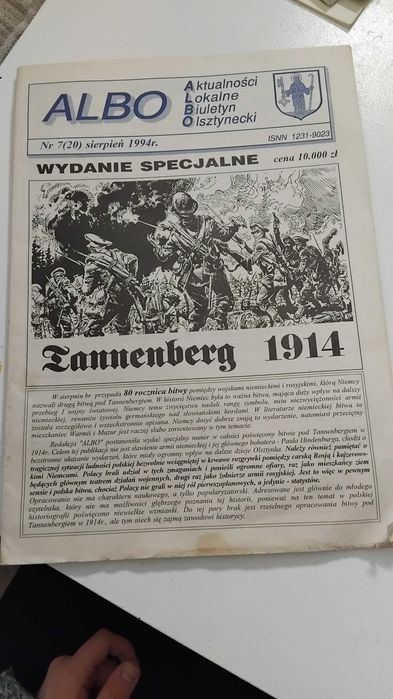 ALBO
Aktualności
Lokalne
Biuletyn
Olsztynecki
Nr 7(20) sierpień 1994r.
ISNN 1231-9023
WYDANIE SPECJALNE
cena 10.000 zł
Tannenberg 1914
W sierpniu br. przypada 80 rocznica bitwy pomiędzy wojskami niemieckimi i rosyjskimi, którą Niemcy
nazwali drugą bitwą pod Tannenbergiem. W historii Niemiec była to ważna bitwa, mająca duży wpływ na dalszy
przebieg I wojny światowej. Niemcy temu zwycięstwu nadali rangę symbolu, mitu niezwyciężoności armii
niemieckiej, rewanżu żywiołu germańskiego nad słowiańskimi hordami. W literaturze niemieckiej bitwa ta
została szczegółowo i wszechstronnie opisana. Niemcy dość dobrze znają to wydarzenie, natomiast przeciętny
mieszkaniec Warmii i Mazur jest raczej słabo zorientowany w tym temacie.
Redakcja "ALBO" postanowiła wydać specjalny numer w całości poświęcony bitwie pod Tannenbergiem w
1914r. Celem tej publikacji nie jest sławienie armii niemieckiej i jej głównego bohatera - Paula Hindenburga, chodzi o
bezstronne ukazanie wydarzeń, które miały ogromny wpływ na dalsze dzieje Olsztynka. Należy również pamiętać o
tragicznej sytuacji ludności polskiej bezwolnie wciągniętej w krwawe rozgrywki pomiędzy carską Rosją i kajzerows-
kimi Niemcami. Polacy brali udział w tych zmaganiach i ponieśli ogromne ofiary, raz jako mieszkańcy ziem
będących głównym teatrem działań wojennych, drugi raz jako żołnierze armii rosyjskiej. Jest to więc w pewnym
sensie i polska bitwa, chociaż Polacy nie grali w niej ról pierwszoplanowych, a jedynie - statystów.
Opracowanie nie ma charakteru naukowego, a tylko popularyzatorski. Adresowane jest głównie do młodego
czytelnika, który nie ma możliwości głębszego poznania tej historii, ponieważ na ten temat w polskiej
historiografii poświęcono niewielkie wzmianki. Do tej pory brak jest rzetelnego opracowania bitwy pod
Tannenbergiem w 1914r., ale tym niech się zajmą zawodowi historycy.